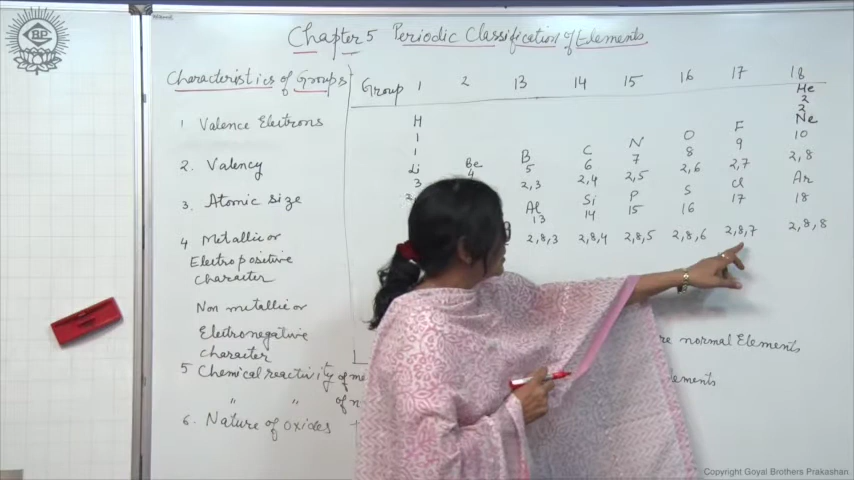 Chapter 5 Periodic Classification of Elements
Characteristics of Groups
1 Valence Electrons
2. Valency
3. Atomic size
4 Metallic or
Electropositive
character
Non metallic or
Electronegative
character
5 Chemical reactivity of
" " of
6. Nature of oxides
Group 1 2 13 14 15 16 17 18
He
2
2
H Ne
1 F 10
1 B C N O 9 2,8
Li Be 5 6 7 8 2,7 Ar
3 4 2,3 2,4 2,5 2,6 Cl 18
Al Si P S 17 2,8,8
13 14 15 16 2,8,7
2,8,3 2,8,4 2,8,5 2,8,6
normal Elements
Copyright Goyal Brothers Prakashan.